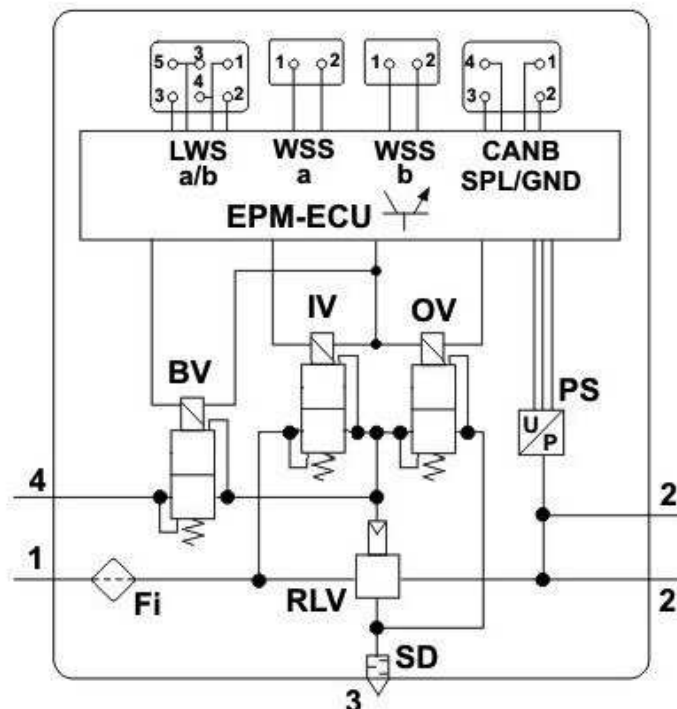 5 3 1
3 4 2
1 2
1 2
4 1
3 2
LWS
a/b
WSS
a
WSS
b
CANB
SPL/GND
EPM-ECU
IV
OV
BV
PS
U
P
4
2
1
Fi
RLV
2
SD
3